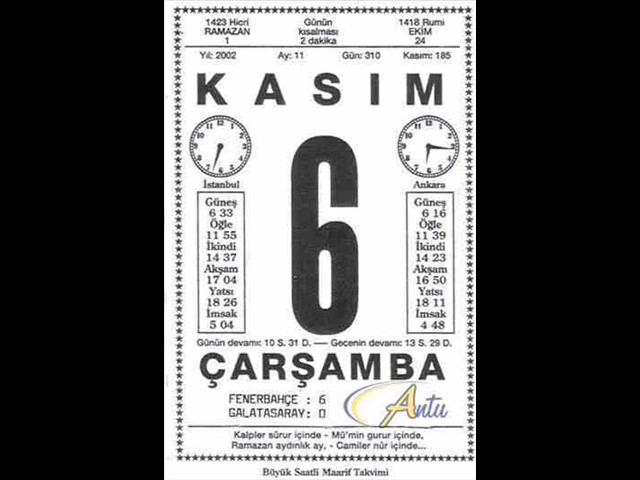 1423 Hicri
RAMAZAN
1
Günün
kısalması
2 dakika
1418 Rumi
EKİM
24
Yıl: 2002 Ay: 11 Gün: 310 Kasım: 185
KASIM
6
İstanbul
Güneş
6 33
Öğle
11 55
İkindi
14 37
Akşam
17 04
Yatsı
18 26
İmsak
5 04
Ankara
Güneş
6 16
Öğle
11 39
İkindi
14 23
Akşam
16 50
Yatsı
18 11
İmsak
4 48
Günün devamı: 10 S. 31 D. — Gecenin devamı: 13 S. 29 D.
ÇARŞAMBA
FENERBAHÇE : 6
GALATASARAY: 0
Antu
Kalpler sürur içinde - Mü'min gurur içinde,
Ramazan aydınlık ay, - Camiler nûr içinde...
Büyük Saatli Maarif Takvimi